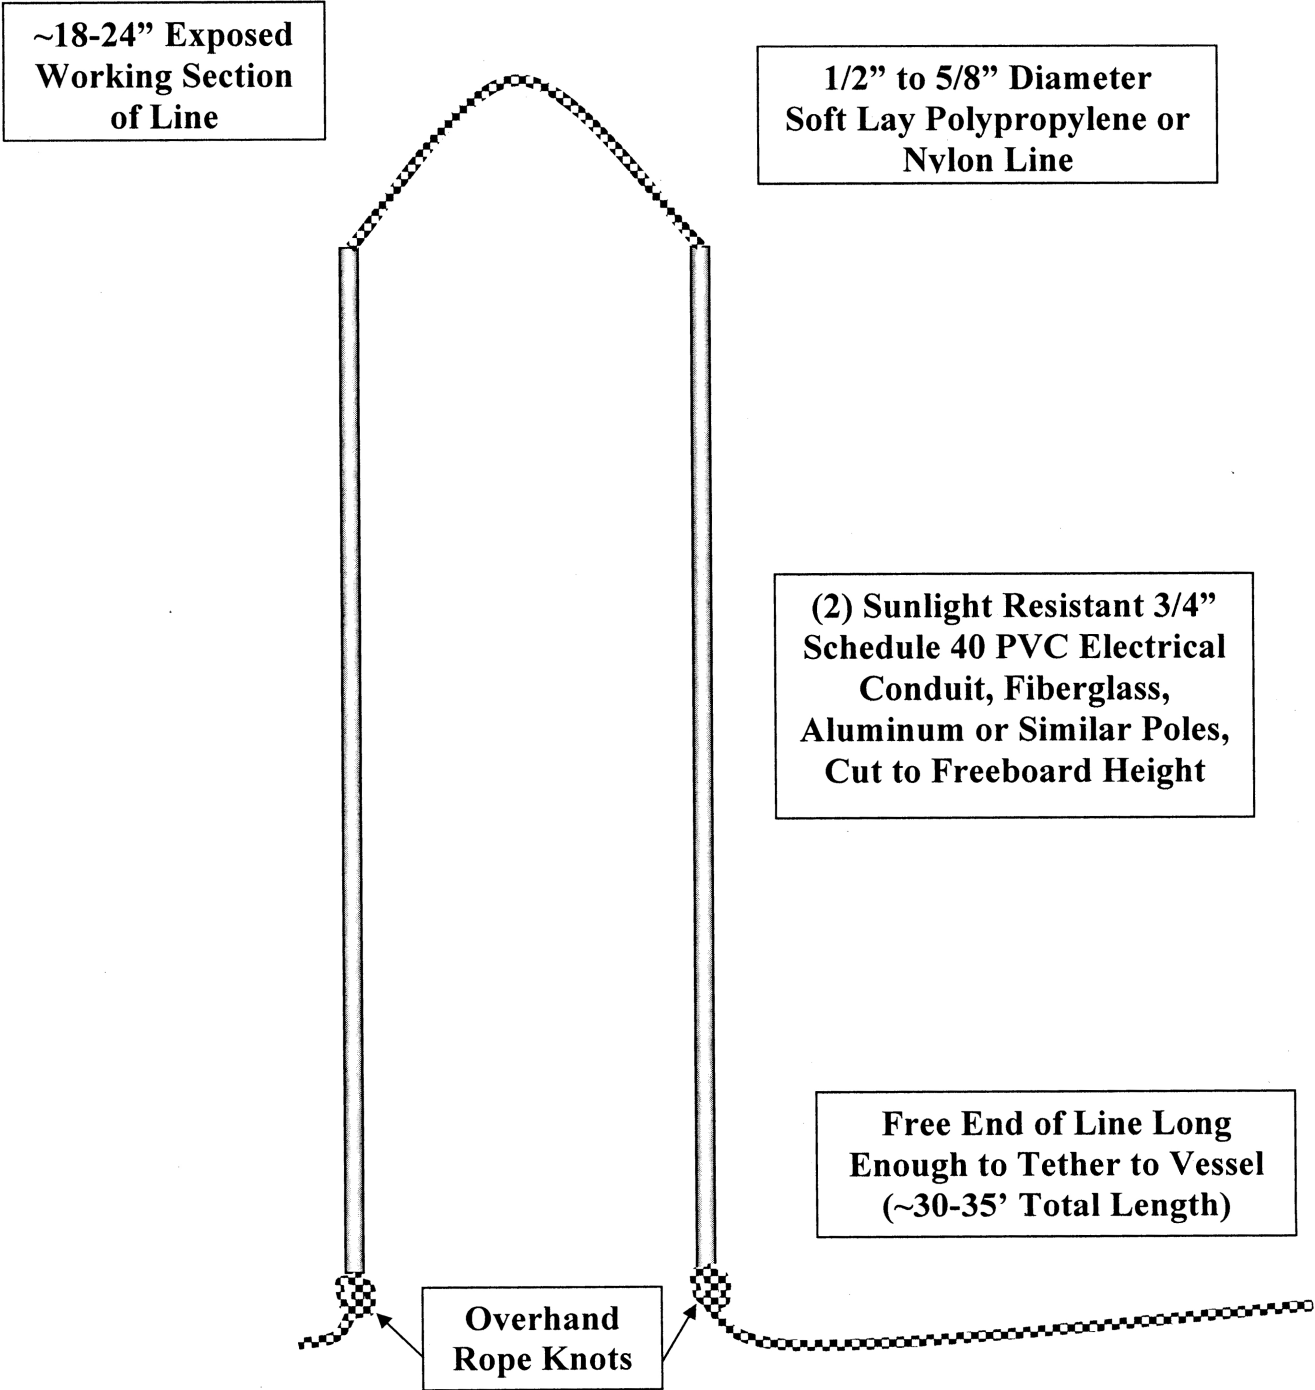 ~18-24” Exposed
Working Section
of Line
1/2” to 5/8” Diameter
Soft Lay Polypropylene or
Nylon Line
(2) Sunlight Resistant 3/4”
Schedule 40 PVC Electrical
Conduit, Fiberglass,
Aluminum or Similar Poles,
Cut to Freeboard Height
Free End of Line Long
Enough to Tether to Vessel
(~30-35’ Total Length)
Overhand
Rope Knots